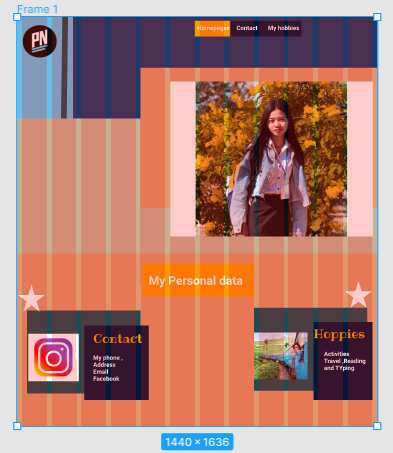 Frame 1
PN
Homepages Contact My hobbies
My Personal data
Contact
My phone ,
Address
Email
Facebook
Hoppies
Activities
Travel ,Reading
and TYping
1440 × 1636